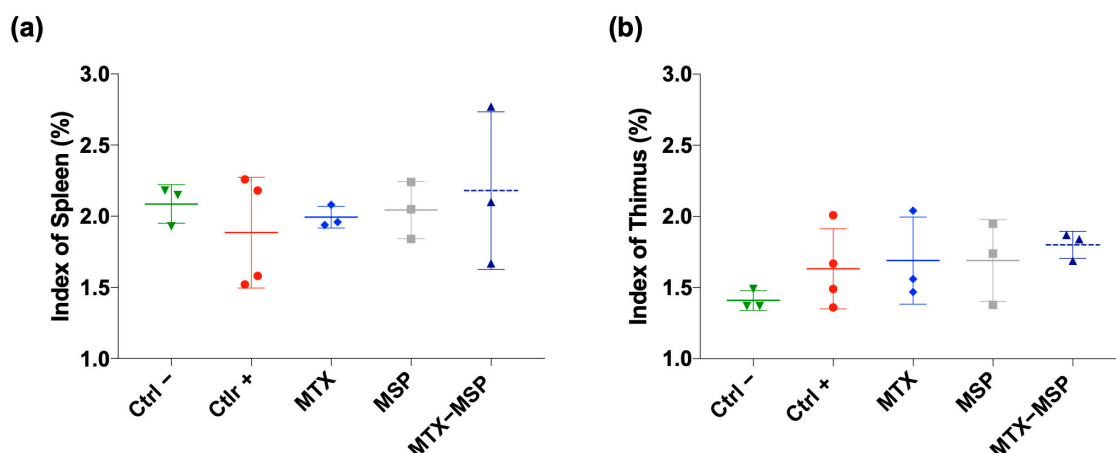 (a)
Index of Spleen (%)
3.0
2.5
2.0
1.5
1.0
Ctrl −
Ctlr +
MTX
MSP
MTX−MSP
(b)
Index of Thimus (%)
3.0
2.5
2.0
1.5
1.0
Ctrl −
Ctrl +
MTX
MSP
MTX−MSP